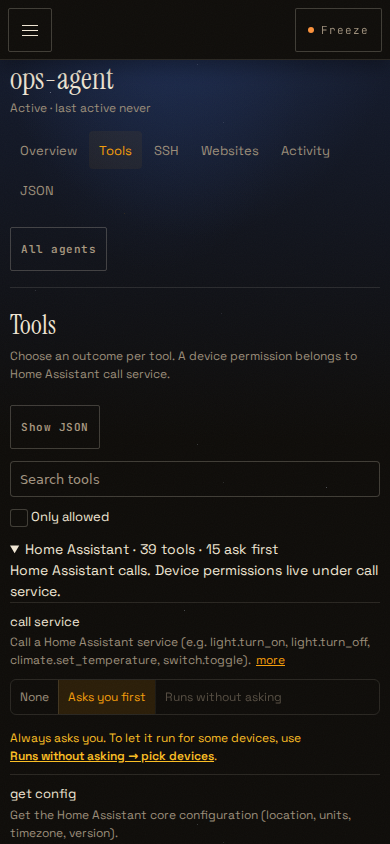 Freeze
ops-agent
Active · last active never
Overview Tools SSH Websites Activity
JSON
All agents
Tools
Choose an outcome per tool. A device permission belongs to
Home Assistant call service.
Show JSON
Search tools
Only allowed
▼ Home Assistant · 39 tools · 15 ask first
Home Assistant calls. Device permissions live under call
service.
call service
Call a Home Assistant service (e.g. light.turn_on, light.turn_off,
climate.set_temperature, switch.toggle). more
None Asks you first Runs without asking
Always asks you. To let it run for some devices, use
Runs without asking → pick devices.
get config
Get the Home Assistant core configuration (location, units,
timezone, version).